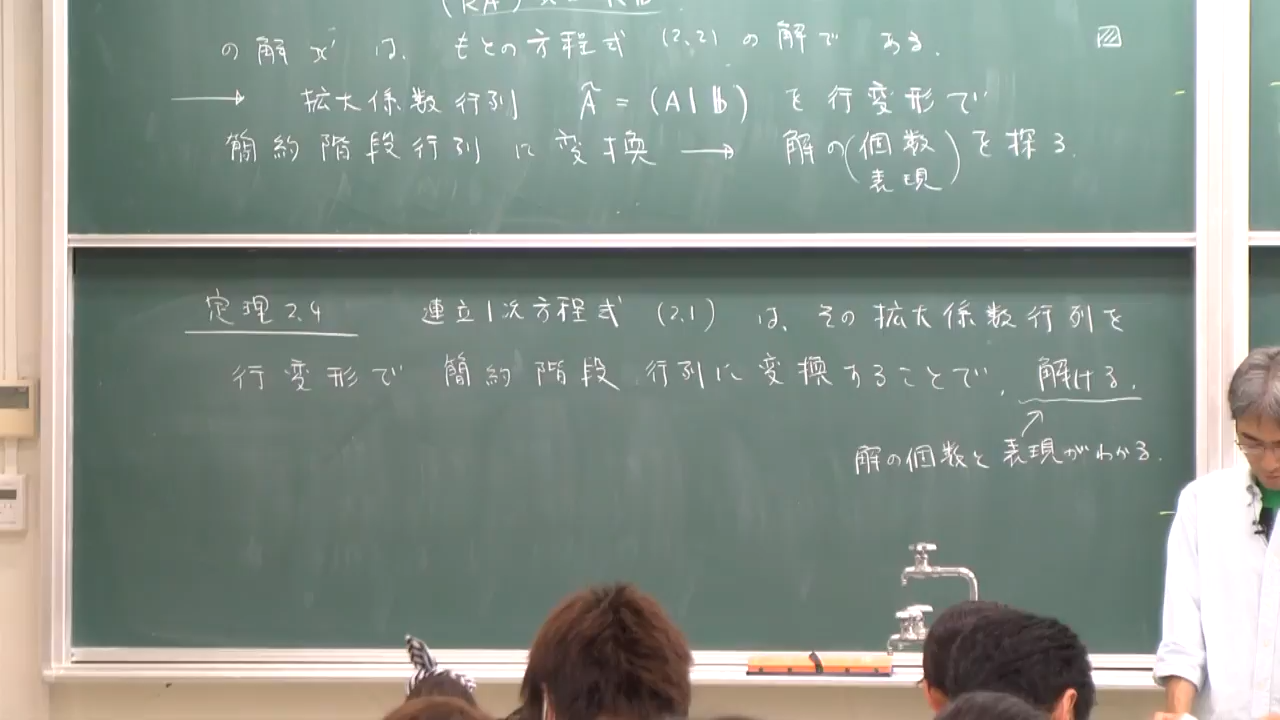 の解 x' は、もとの方程式 (2,2) の解である.
→ 拡大係数行列 Â = (A | b) を行変形で
簡約階段行列に変換 → 解の(個数 表現)を探る.
定理 2.4 連立1次方程式 (2.1) は、その拡大係数行列を
行変形で簡約階段行列に変換することで、解ける.
解の個数と表現がわかる.